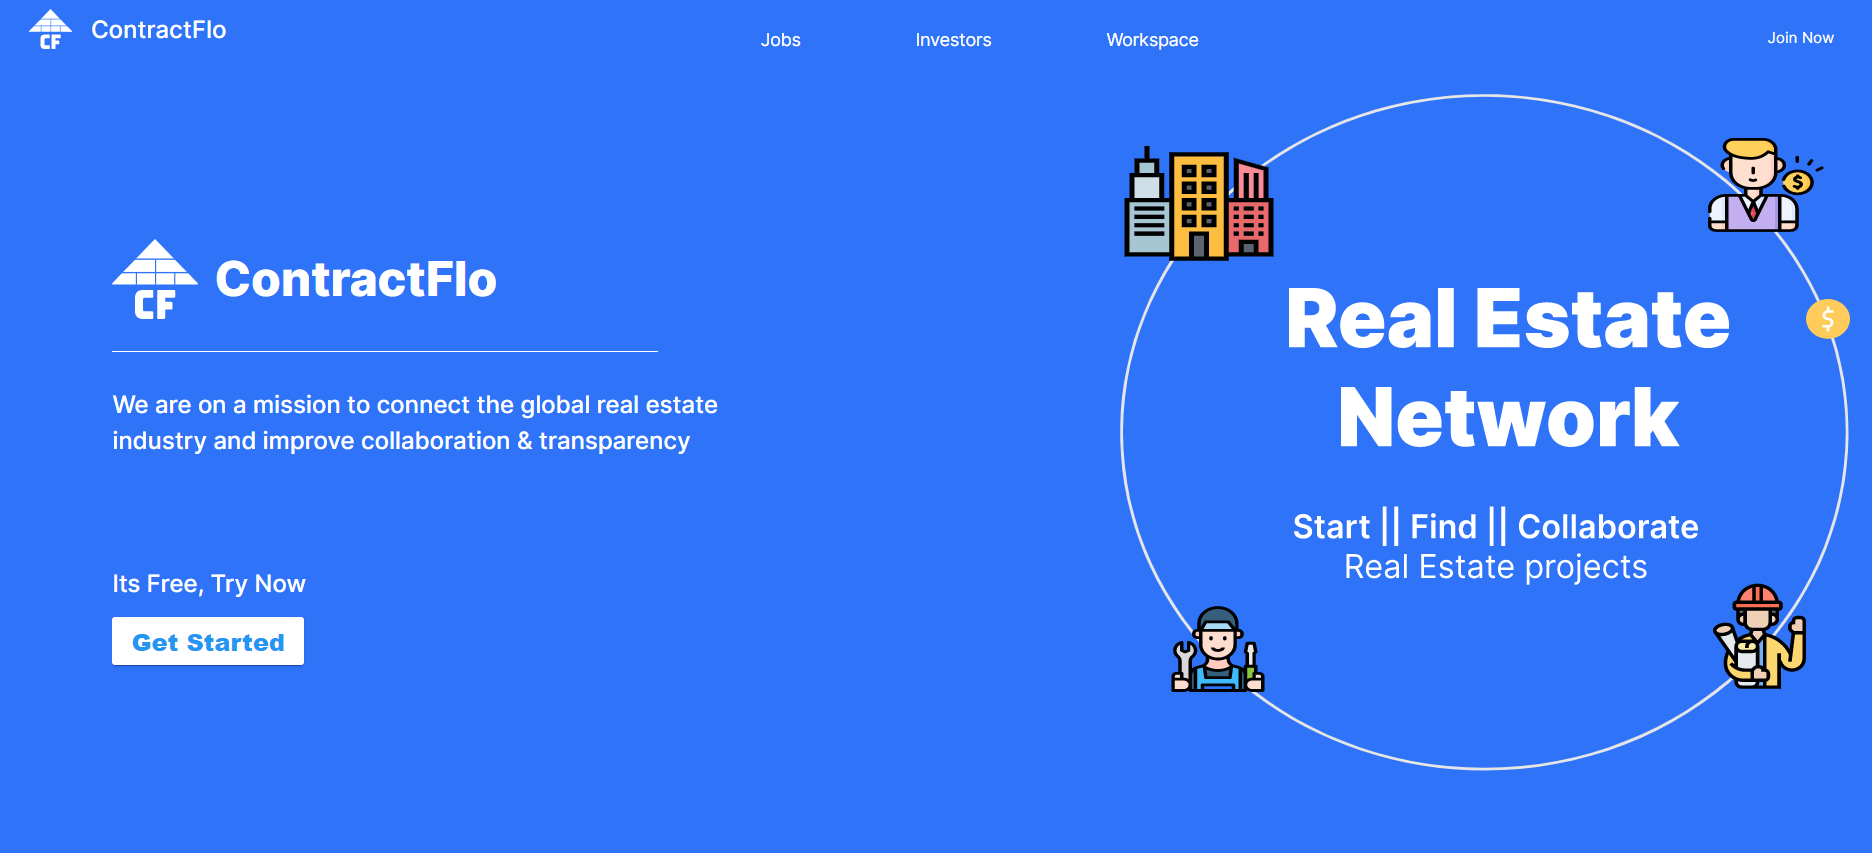 CF ContractFlo
Jobs
Investors
Workspace
Join Now
CF ContractFlo
We are on a mission to connect the global real estate
industry and improve collaboration & transparency
Its Free, Try Now
Get Started
$
$
Real Estate
Network
Start || Find || Collaborate
Real Estate projects